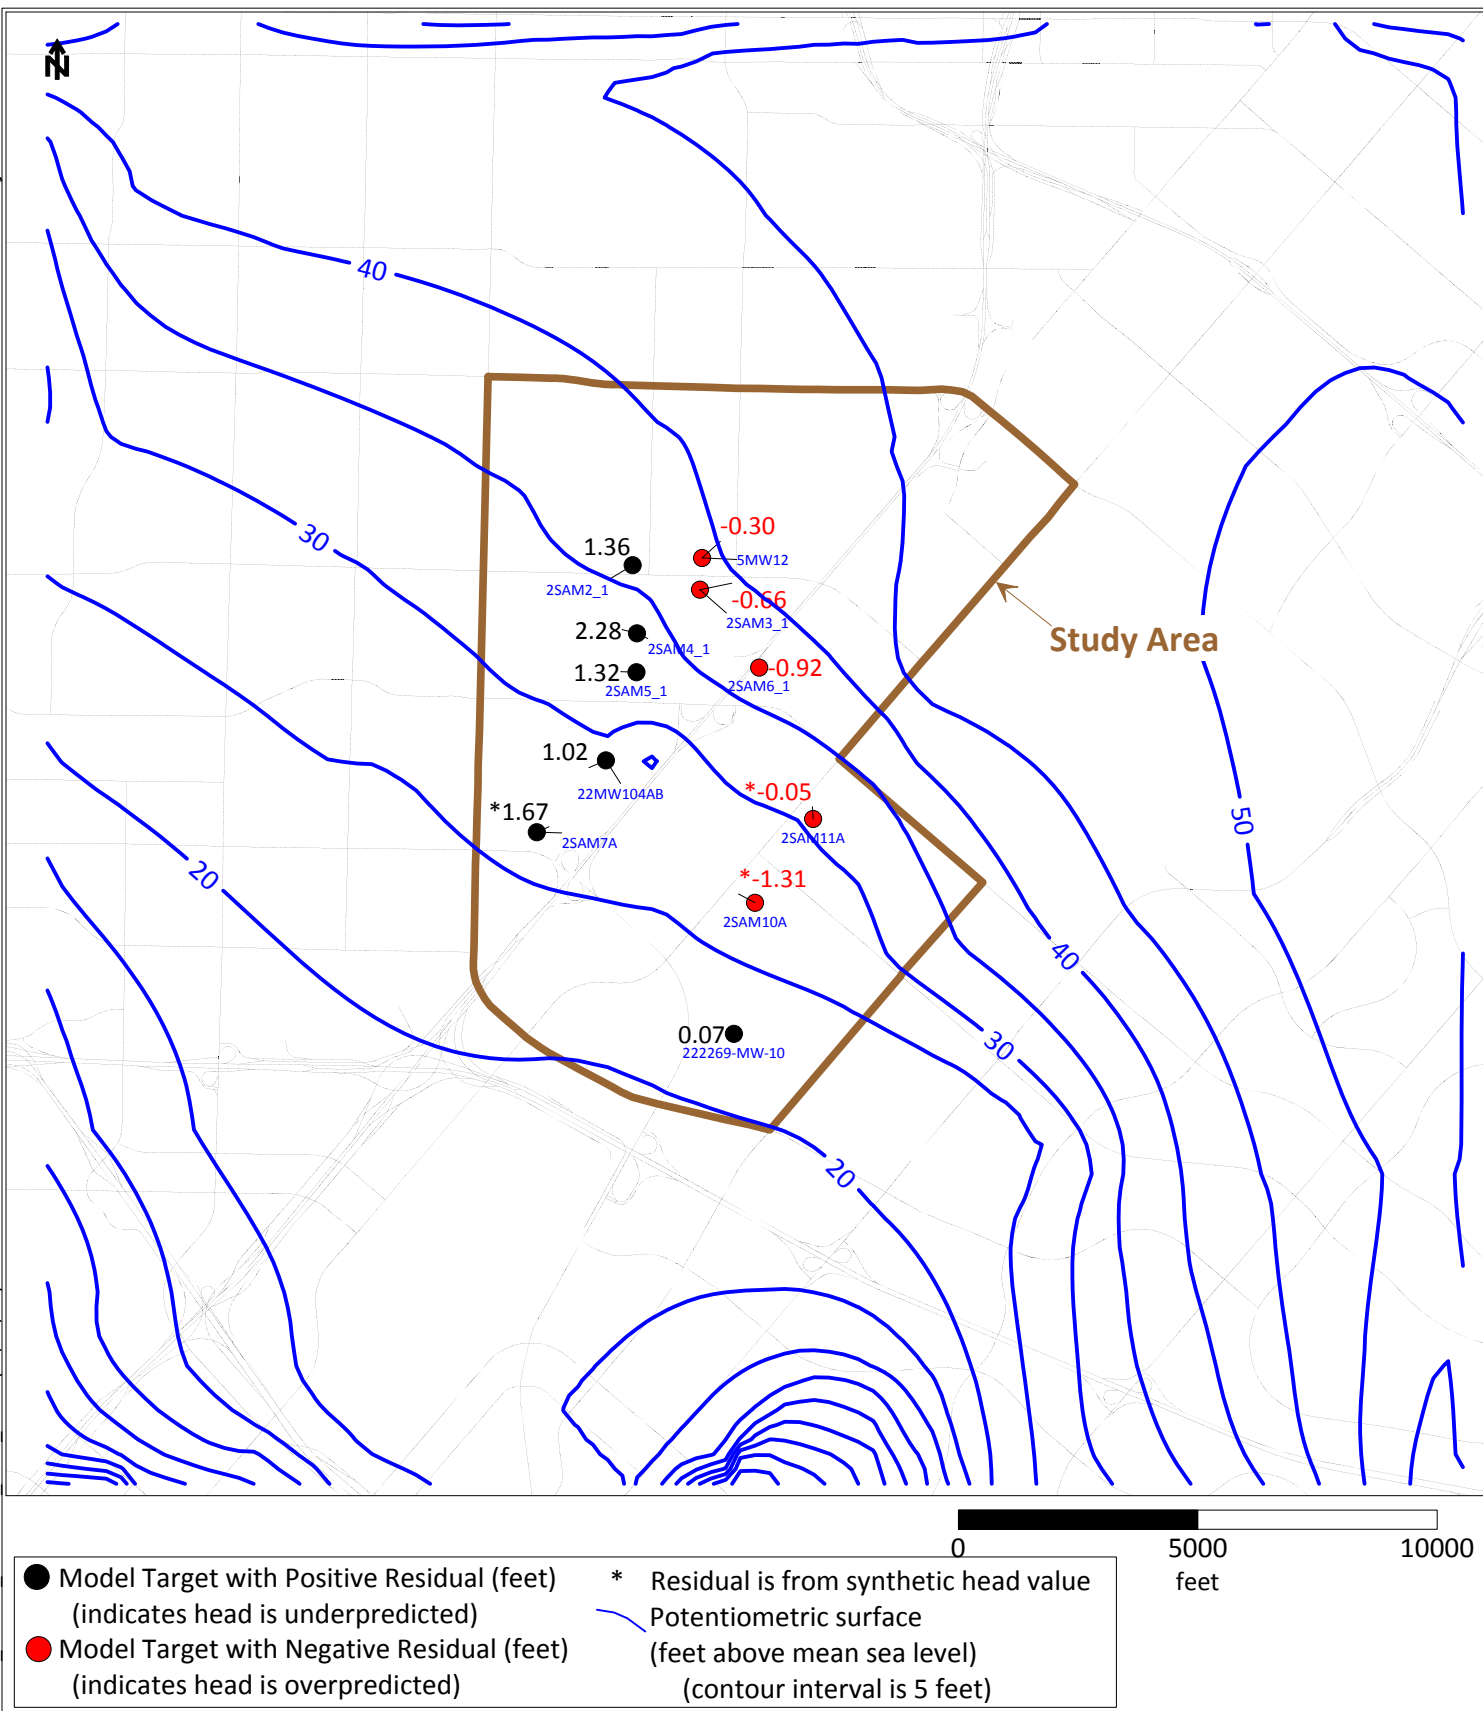 N
40
30
-0.30
1.36
5MW12
2SAM2_1
-0.66
2SAM3_1
2.28
2SAM4_1
Study Area
1.32
2SAM5_1
-0.92
2SAM6_1
1.02
22MW104AB
*-0.05
2SAM11A
50
*1.67
2SAM7A
20
*-1.31
2SAM10A
40
0.07
222269-MW-10
30
20
0 5000 10000
feet
Model Target with Positive Residual (feet)
(indicates head is underpredicted)
Model Target with Negative Residual (feet)
(indicates head is overpredicted)
* Residual is from synthetic head value
Potentiometric surface
(feet above mean sea level)
(contour interval is 5 feet)